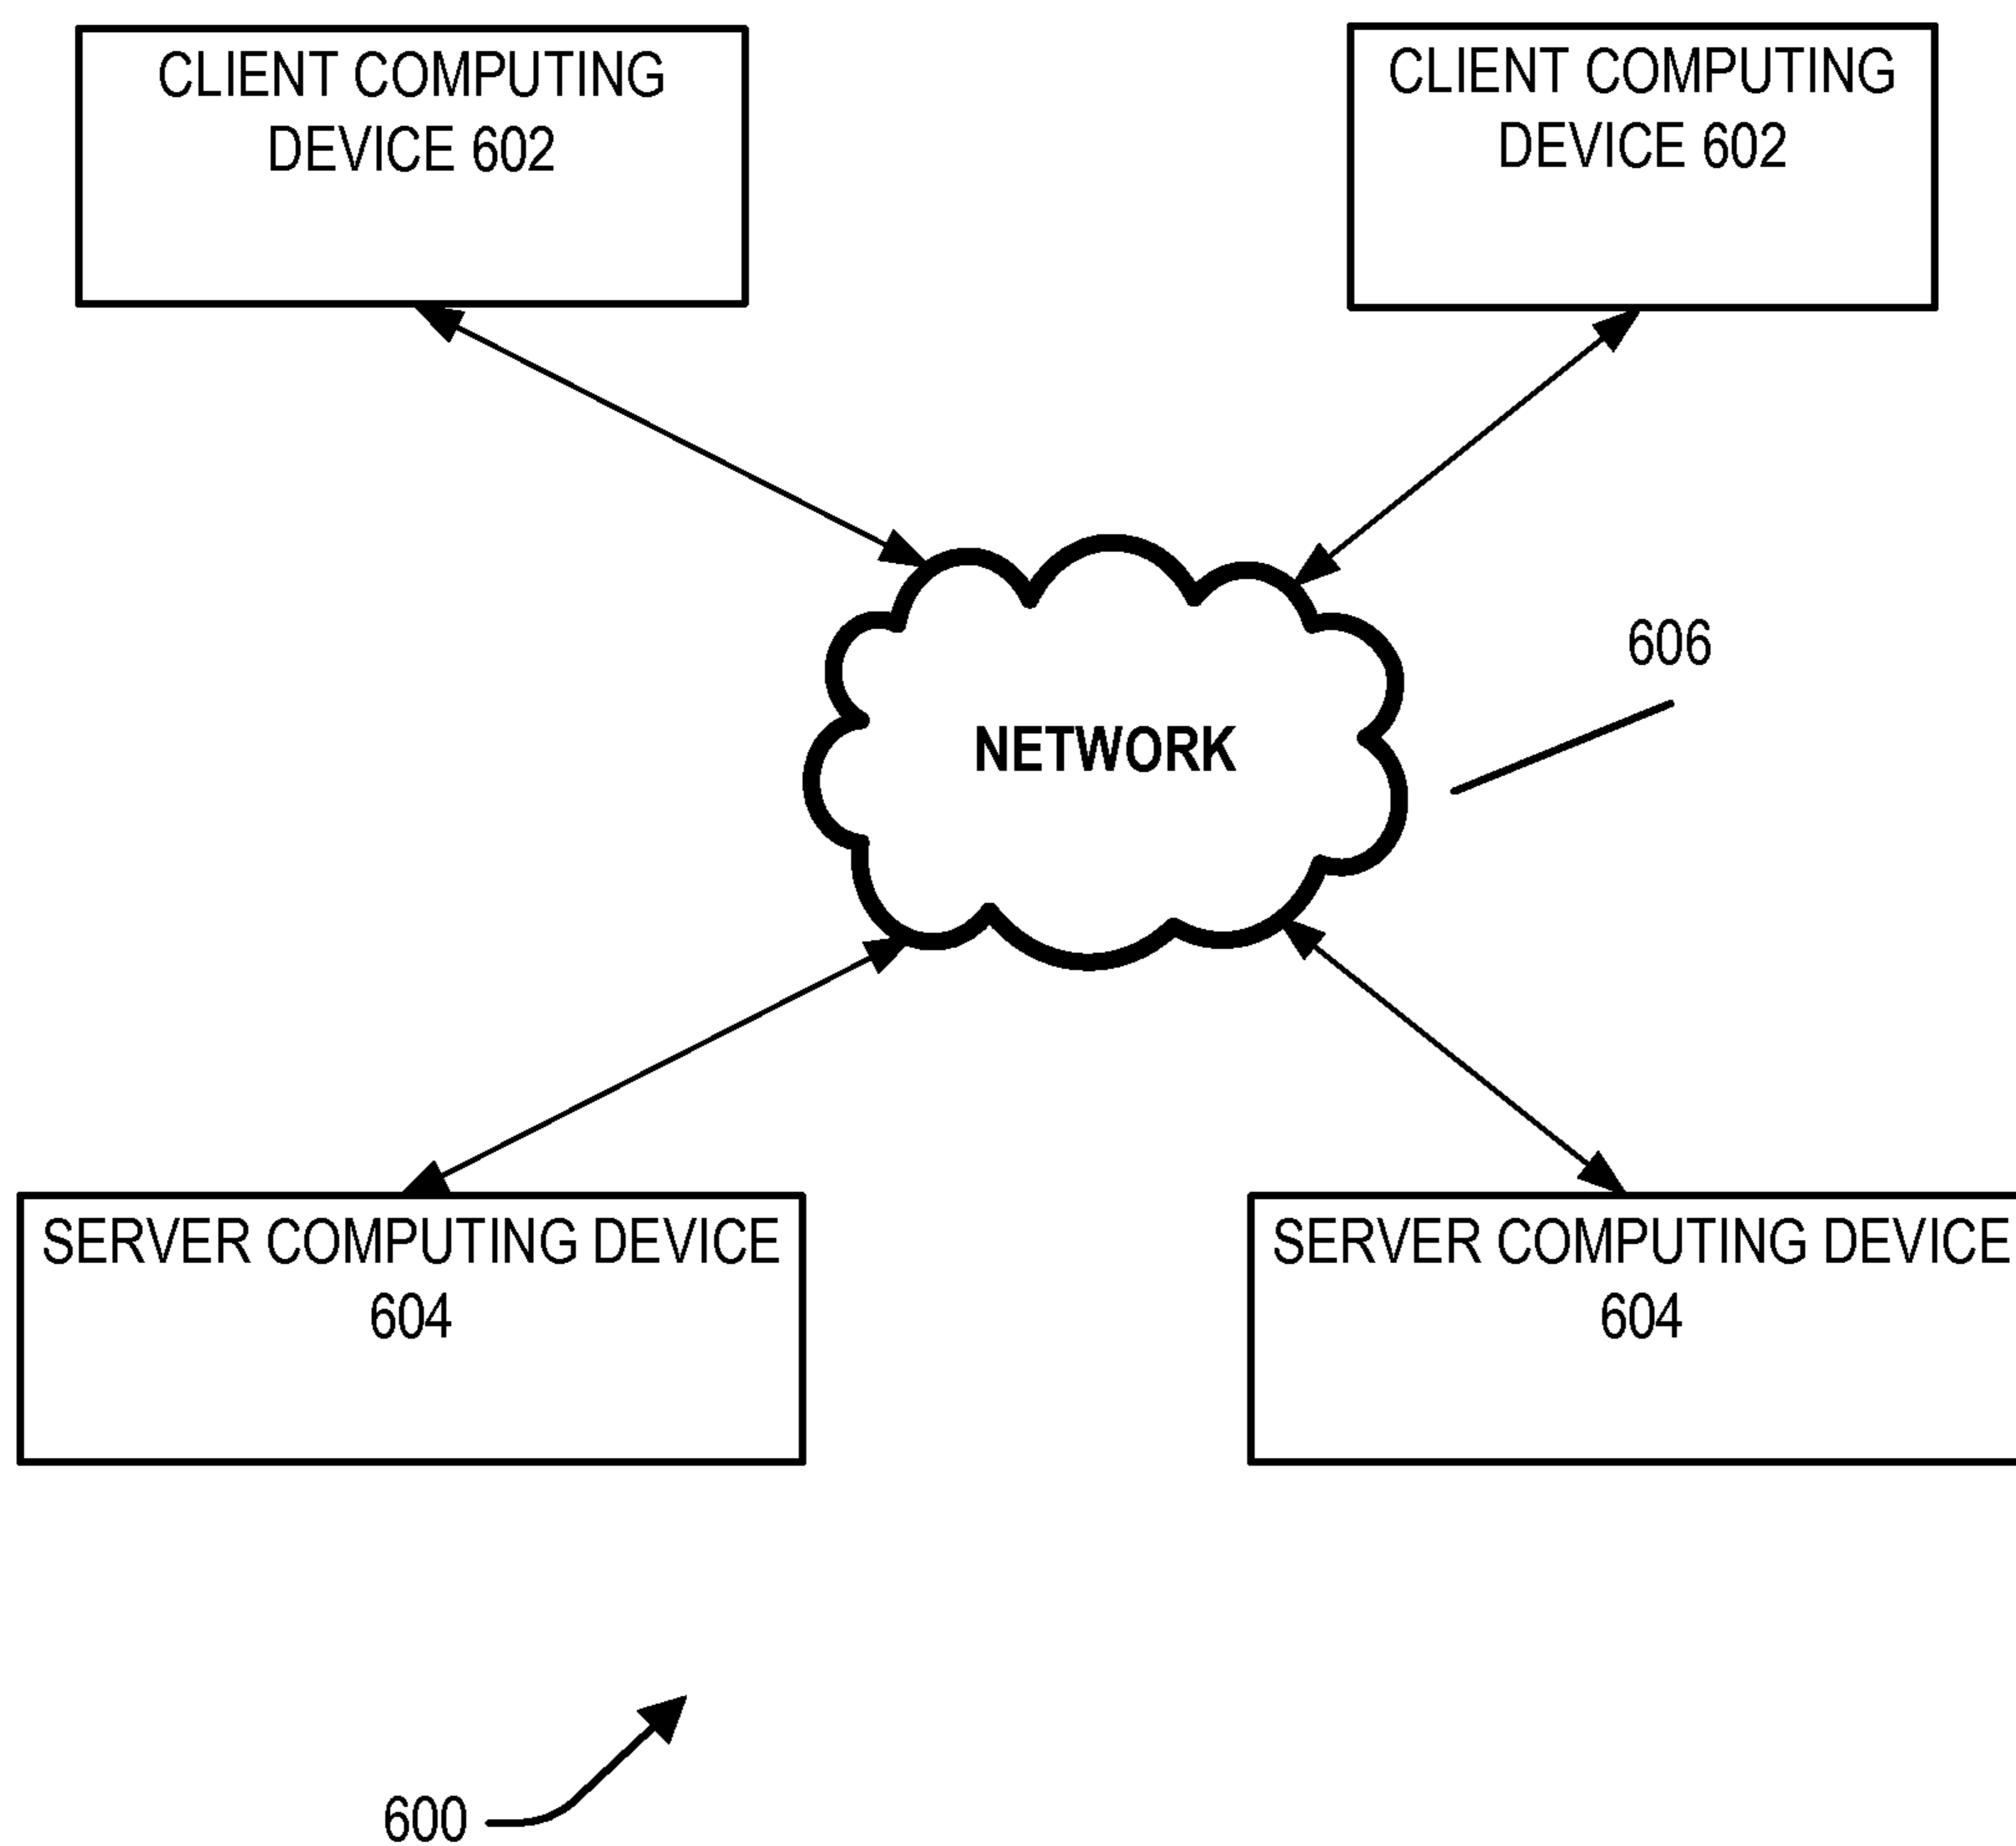 CLIENT COMPUTING
DEVICE 602
CLIENT COMPUTING
DEVICE 602
606
NETWORK
SERVER COMPUTING DEVICE
604
SERVER COMPUTING DEVICE
604
600